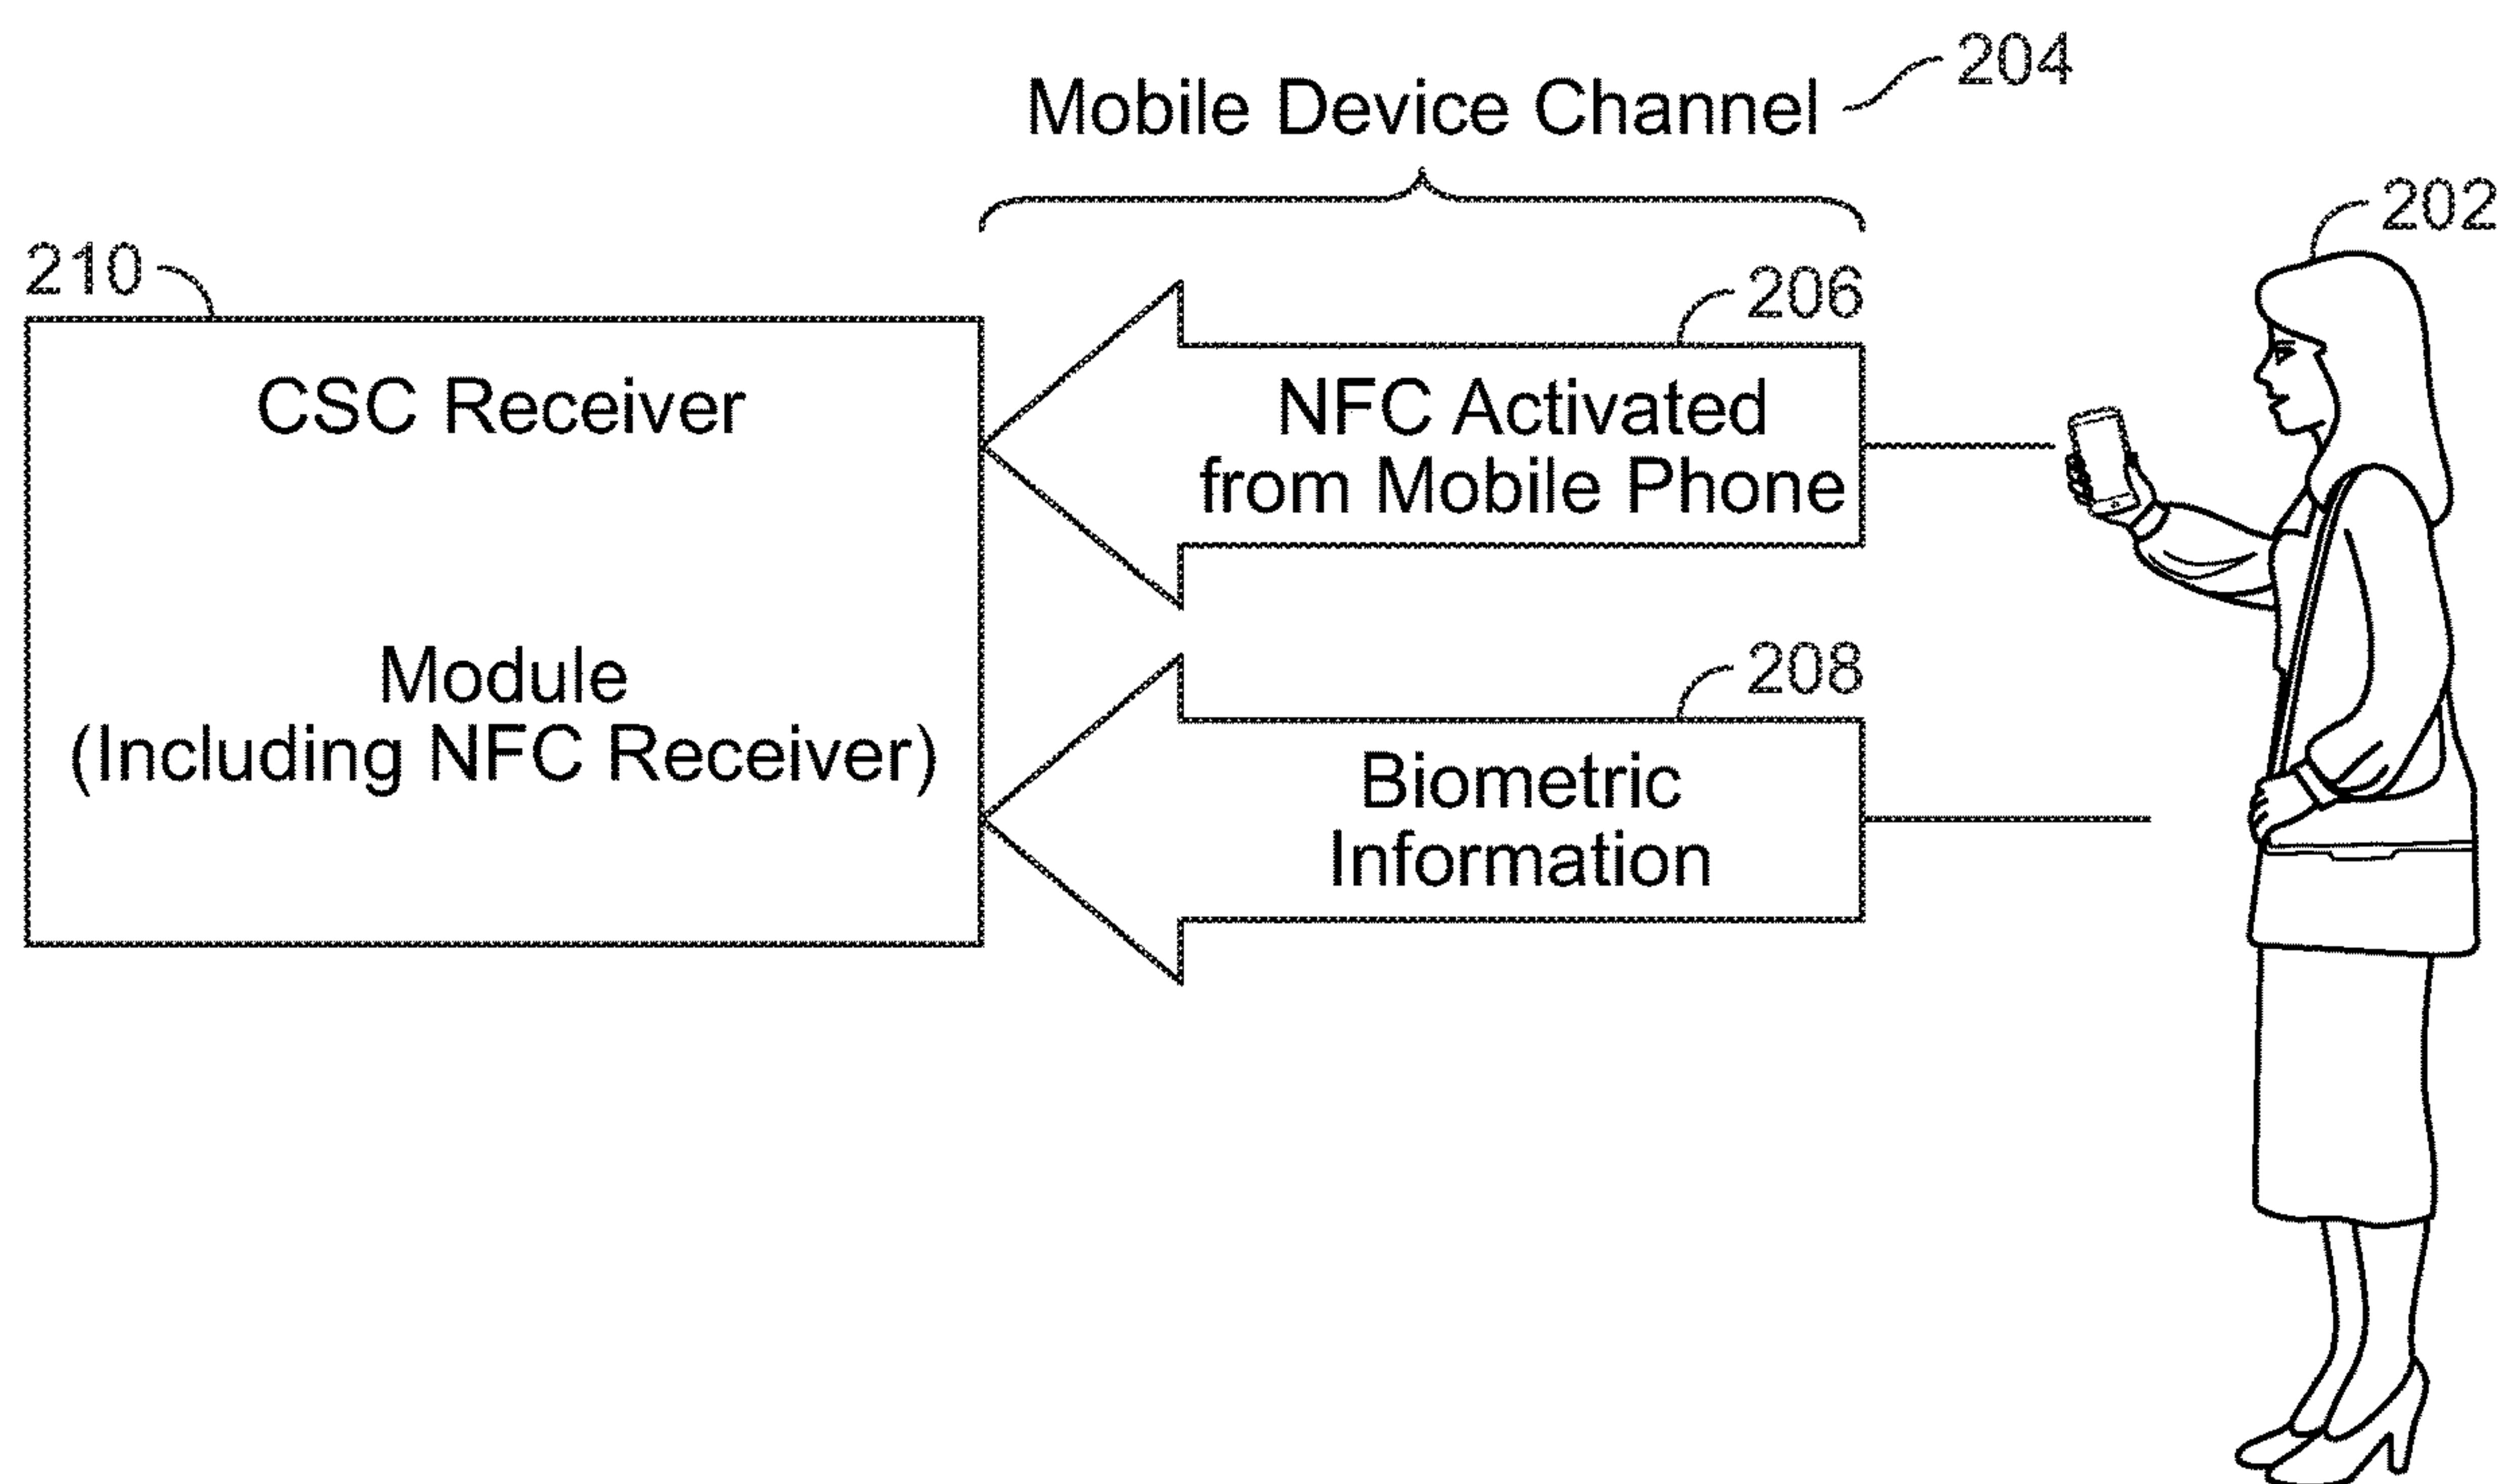 204
Mobile Device Channel
202
210
206
CSC Receiver
NFC Activated
from Mobile Phone
Module
(Including NFC Receiver)
208
Biometric
Information